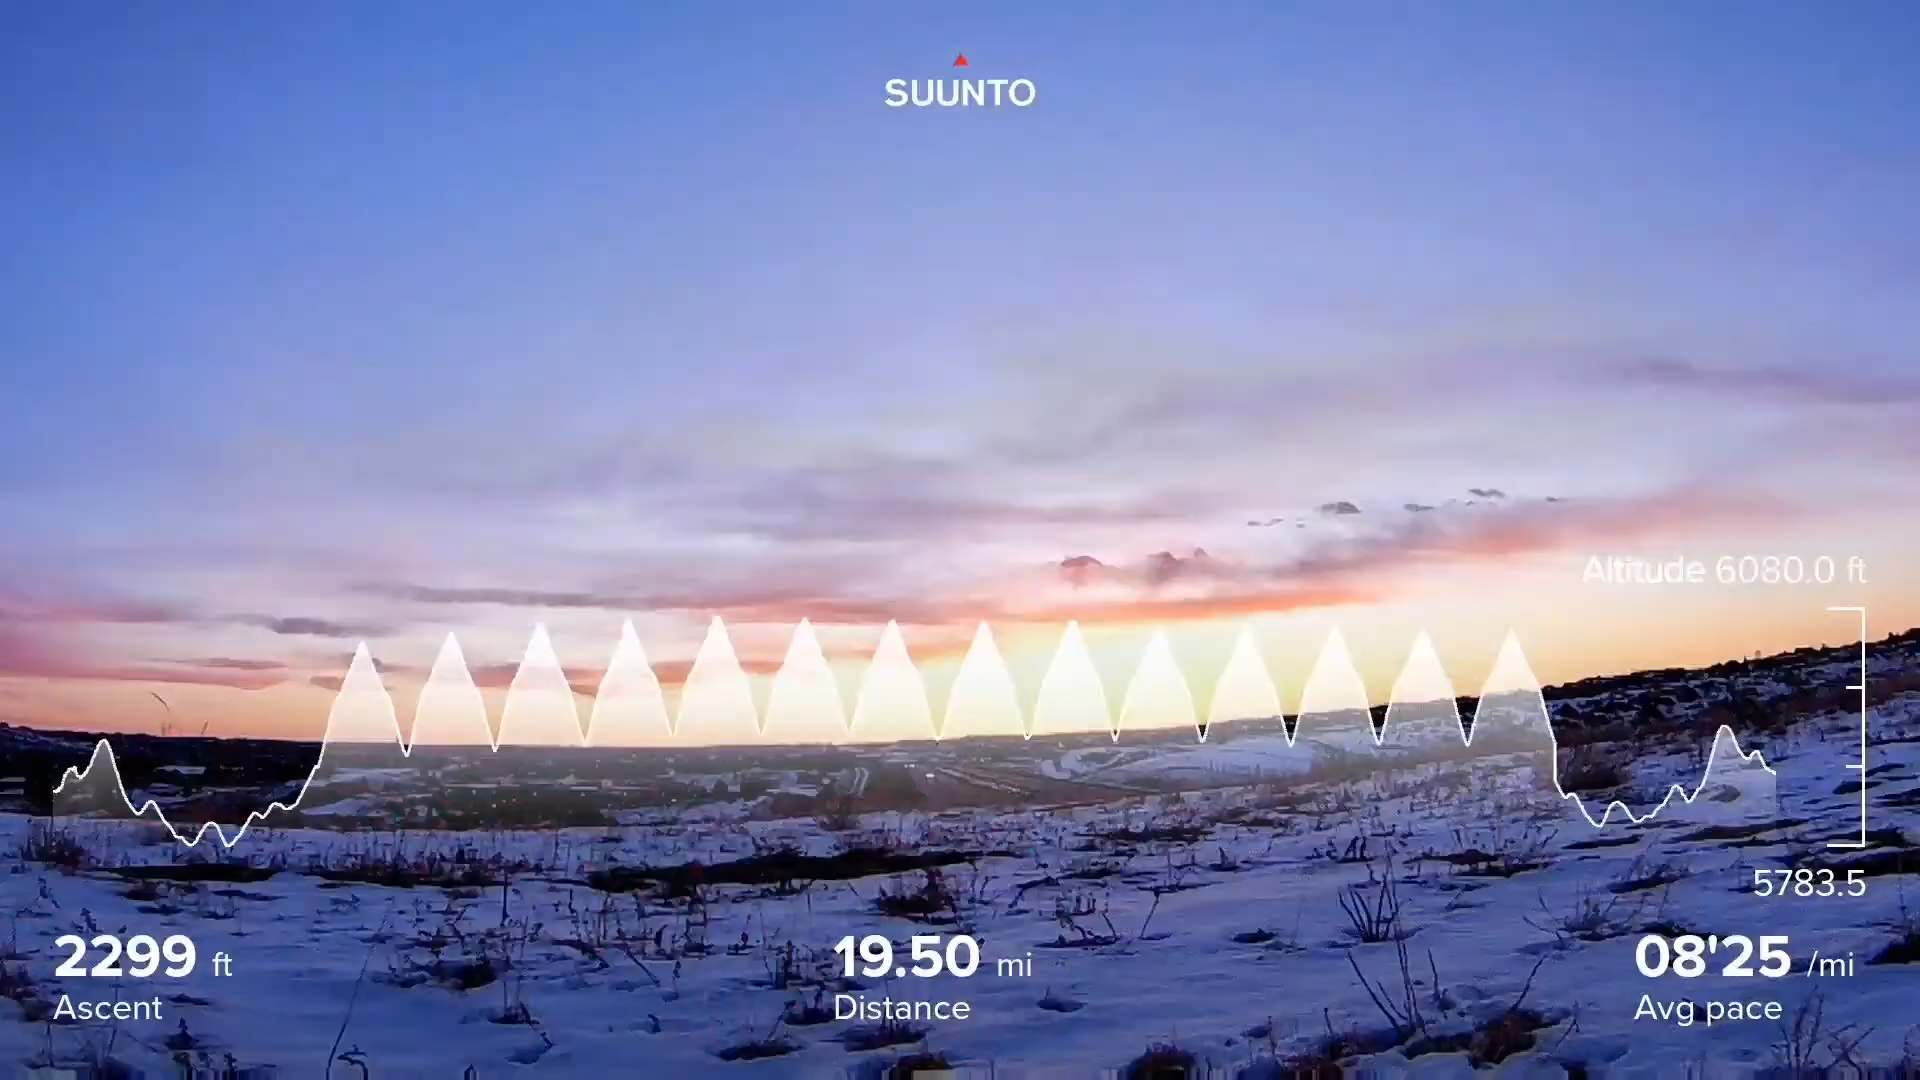 SUUNTO
Altitude 6080.0 ft
5783.5
2299 ft
Ascent
19.50 mi
Distance
08'25 /mi
Avg pace